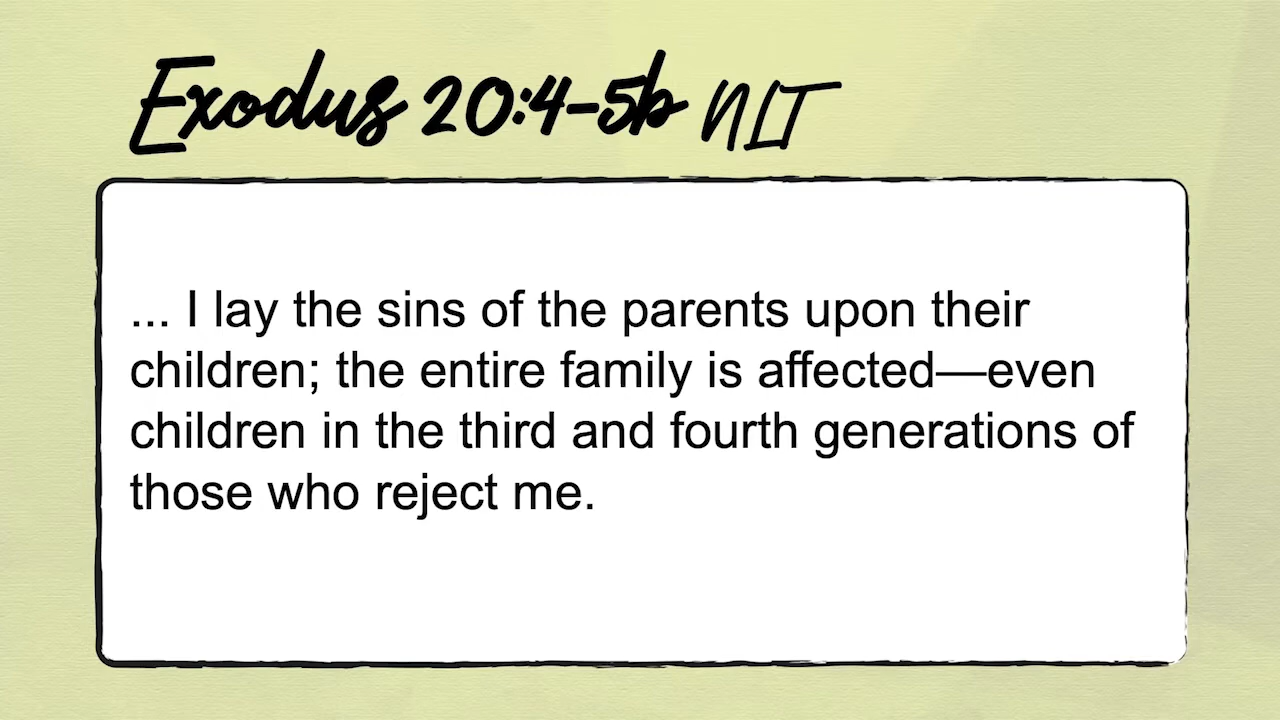 Exodus 20:4-5b NLT
... I lay the sins of the parents upon their
children; the entire family is affected—even
children in the third and fourth generations of
those who reject me.